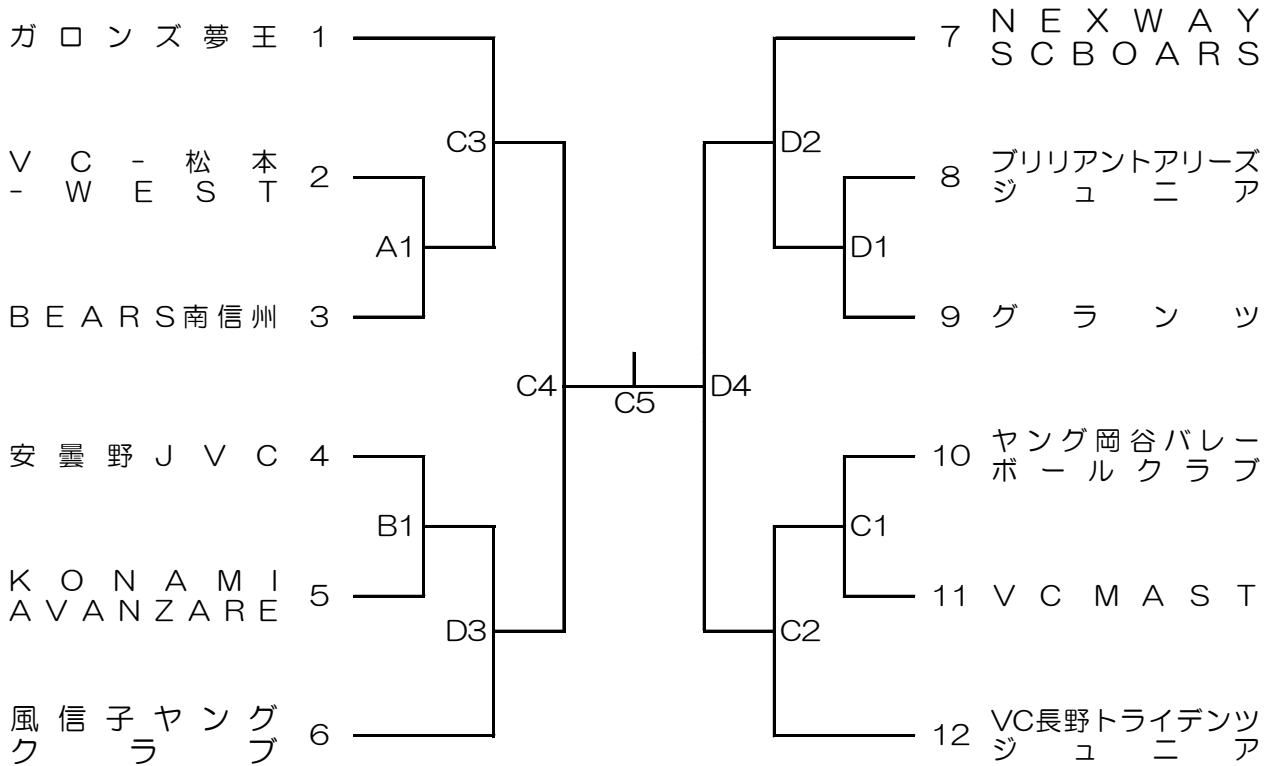 ガロンズ夢王 1
C3
VC-松本
-WEST 2
A1
BEARS南信州 3
C4
安曇野JVC 4
B1
KONAMI
AVANZARE 5
D3
風信子ヤング
クラブ 6
C5
7 NEXWAY
SCBOARS
D2
8 ブリリアントアリーズ
ジュニア
D1
9 グランツ
D4
10 ヤング岡谷バレー
ボールクラブ
C1
11 VC MAST
C2
12 VC長野トライデンツ
ジュニア